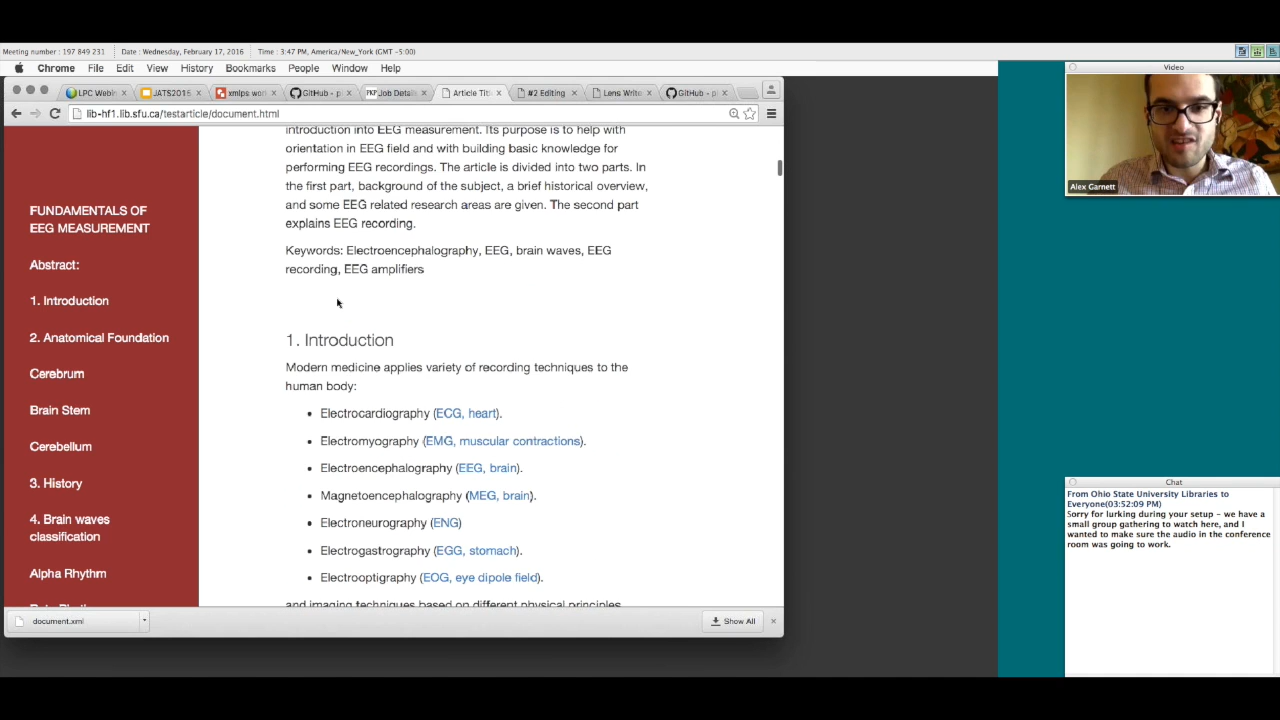 Meeting number : 197 849 231 Date : Wednesday, February 17, 2016 Time : 3:47 PM, America/New_York (GMT -5:00)
Chrome File Edit View History Bookmarks People Window Help
Video
LPC Webin JATS2015 xmlps work GitHub - p PKP Job Details Article Title #2 Editing Lens Write GitHub - p
lib-hf1.lib.sfu.ca/testarticle/document.html
introduction into EEG measurement. Its purpose is to help with
orientation in EEG field and with building basic knowledge for
performing EEG recordings. The article is divided into two parts. In
the first part, background of the subject, a brief historical overview,
and some EEG related research areas are given. The second part
explains EEG recording.
Keywords: Electroencephalography, EEG, brain waves, EEG
recording, EEG amplifiers
1. Introduction
Modern medicine applies variety of recording techniques to the
human body:
Electrocardiography (ECG, heart).
Electromyography (EMG, muscular contractions).
Electroencephalography (EEG, brain).
Magnetoencephalography (MEG, brain).
Electroneurography (ENG)
Electrogastrography (EGG, stomach).
Electrooptigraphy (EOG, eye dipole field).
and imaging techniques based on different physical principles
FUNDAMENTALS OF
EEG MEASUREMENT
Abstract:
1. Introduction
2. Anatomical Foundation
Cerebrum
Brain Stem
Cerebellum
3. History
4. Brain waves
classification
Alpha Rhythm
document.xml
Show All
Alex Garnett
Chat
From Ohio State University Libraries to
Everyone(03:52:09 PM)
Sorry for lurking during your setup - we have a
small group gathering to watch here, and I
wanted to make sure the audio in the conference
room was going to work.